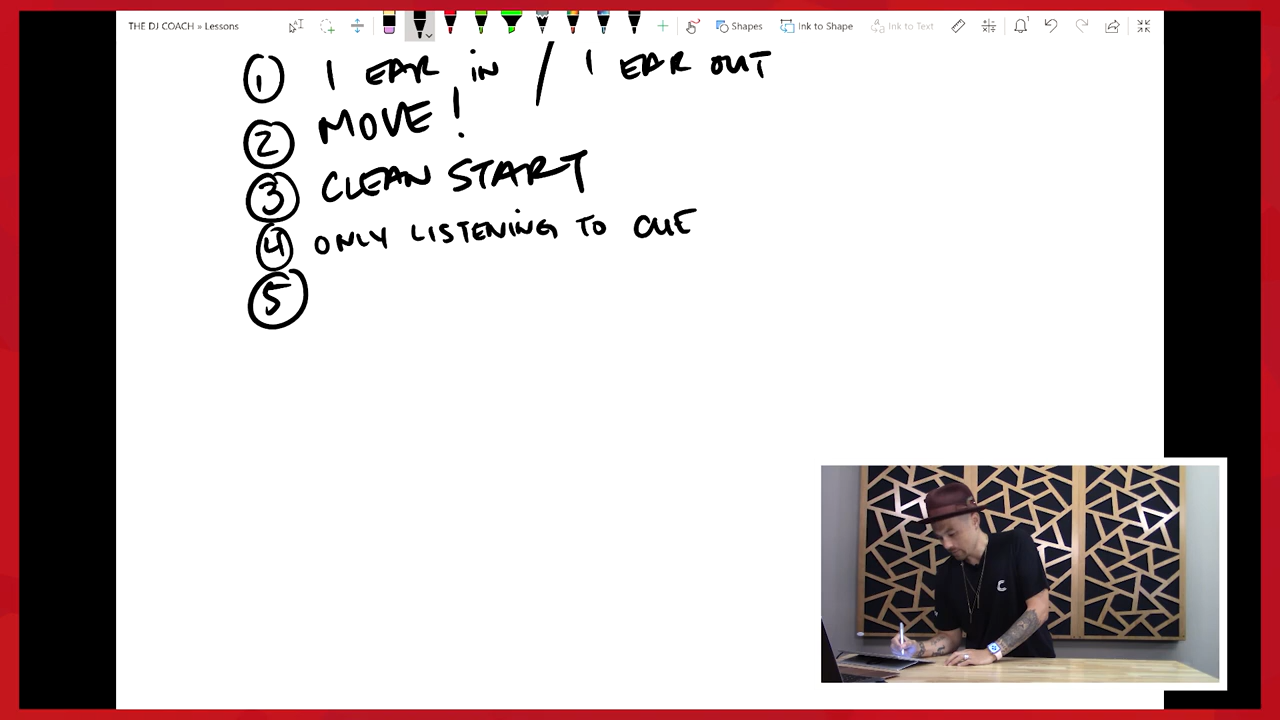 THE DJ COACH » Lessons
Shapes
Ink to Shape
Ink to Text
1 1 EAR IN / 1 EAR OUT
2 MOVE!
3 CLEAN START
4 ONLY LISTENING TO CUE
5
C